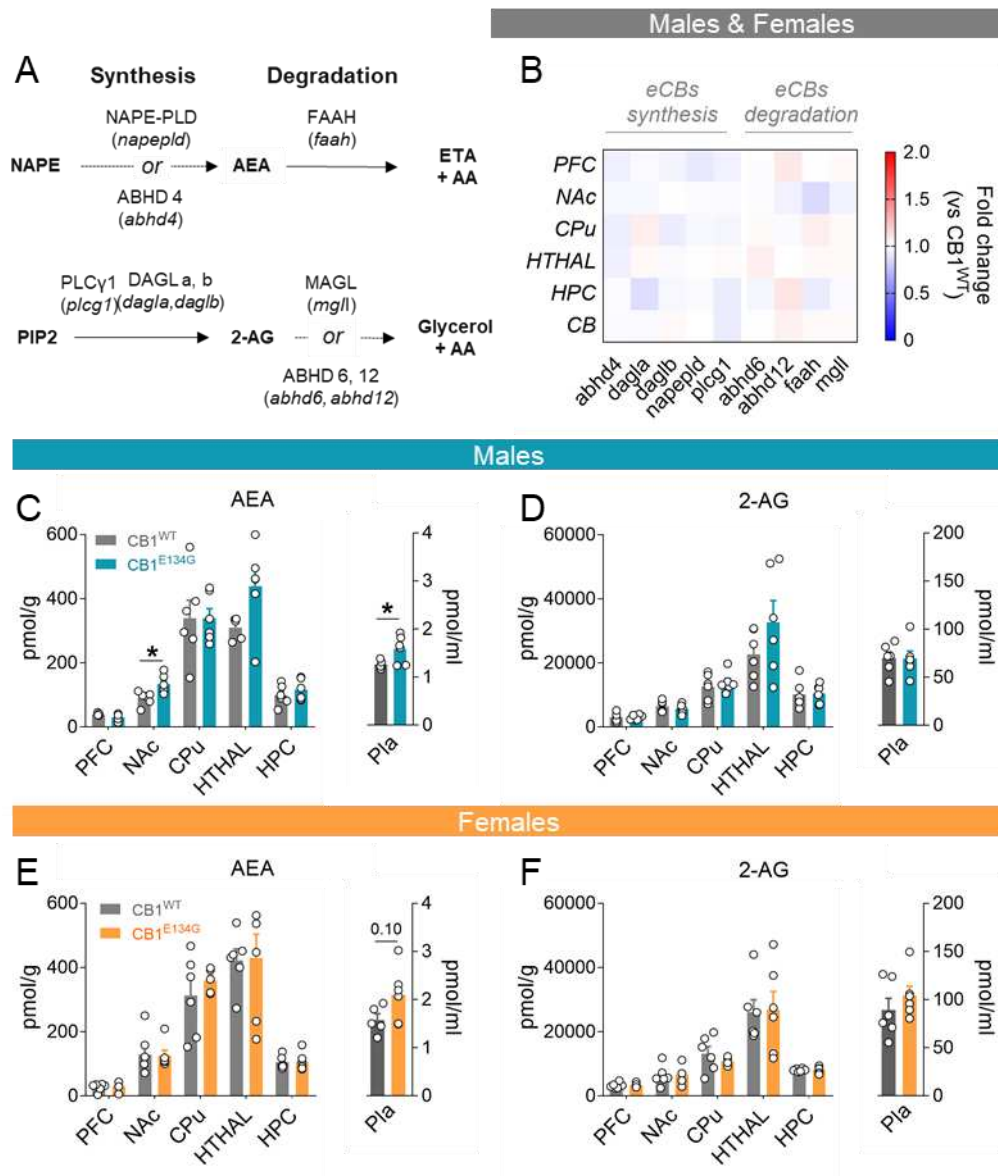 Males & Females
A
Synthesis
Degradation
NAPE-PLD
(napepld)
FAAH
(faah)
NAPE
or
AEA
ETA
+ AA
ABHD 4
(abhd4)
PLCγ1
(plcg1)
DAGL a, b
(dagla,daglb)
MAGL
(mgll)
PIP2
2-AG
or
Glycerol
+ AA
ABHD 6, 12
(abhd6, abhd12)
B
eCBs
synthesis
eCBs
degradation
PFC
NAc
CPu
HTHAL
HPC
CB
abhd4
dagla
daglb
napepld
plcg1
abhd6
abhd12
faah
mgll
2.0
1.5
1.0
0.5
0
Fold change
(vs CB1WT)
Males
C
AEA
600
400
200
0
pmol/g
CB1WT
CB1E134G
*
PFC
NAc
CPu
HTHAL
HPC
*
4
3
2
1
0
pmol/ml
Pla
D
2-AG
60000
40000
20000
0
pmol/g
PFC
NAc
CPu
HTHAL
HPC
200
150
100
50
0
pmol/ml
Pla
Females
E
AEA
600
400
200
0
pmol/g
CB1WT
CB1E134G
PFC
NAc
CPu
HTHAL
HPC
0.10
4
3
2
1
0
pmol/ml
Pla
F
2-AG
60000
40000
20000
0
pmol/g
PFC
NAc
CPu
HTHAL
HPC
200
150
100
50
0
pmol/ml
Pla